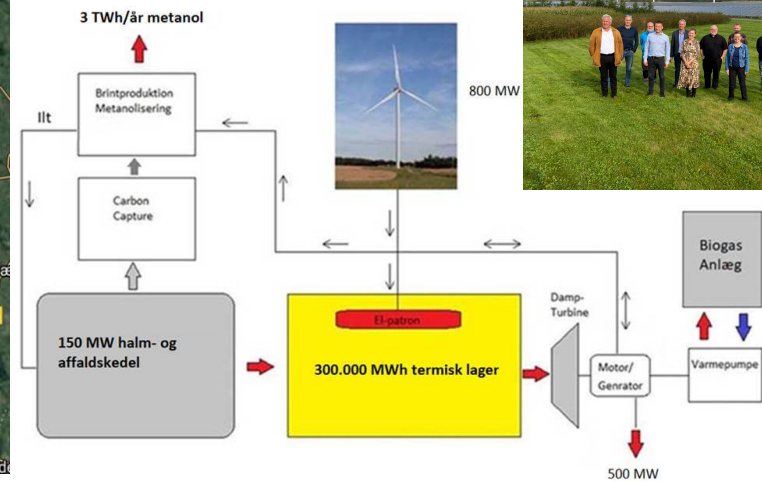 3 TWh/år metanol
Brintproduktion
Metanolisering
Ilt
800 MW
Carbon
Capture
Biogas
Anlæg
Damp-
Turbine
El-patron
150 MW halm- og
affaldskedel
300.000 MWh termisk lager
Motor/
Genrator
Varmepumpe
500 MW